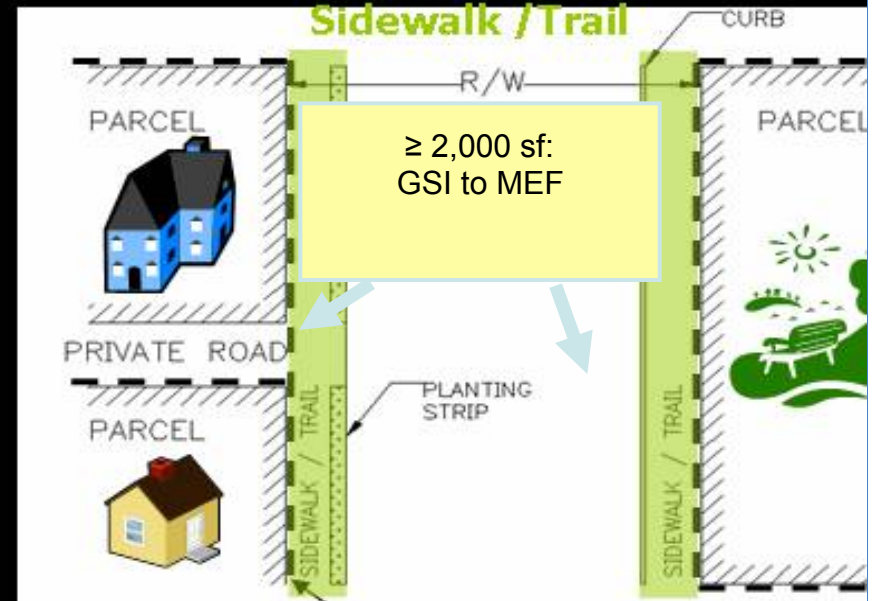 Sidewalk /Trail
CURB
R/W
PARCEL
PARCEL
≥ 2,000 sf:
GSI to MEF
PRIVATE ROAD
PLANTING
STRIP
PARCEL
SIDEWALK / TRAIL
SIDEWALK / TRAIL